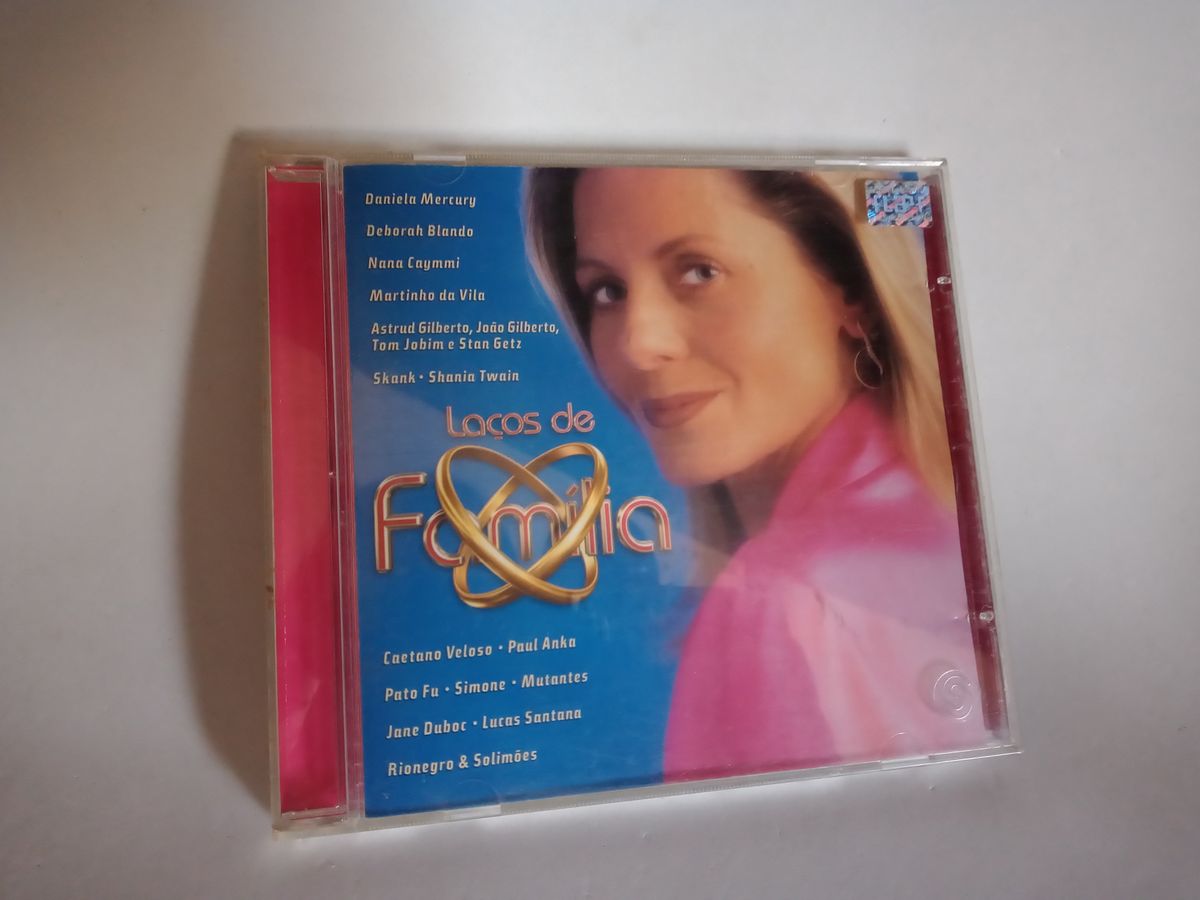 Daniela Mercury
Deborah Blando
Nana Caymmi
Martinho da Vila
Astrud Gilberto, João Gilberto,
Tom Jobim e Stan Getz
Skank • Shania Twain
Laços de
Família
Caetano Veloso • Paul Anka
Pato Fu • Simone • Mutantes
Jane Duboc • Lucas Santana
Rionegro & Solimões